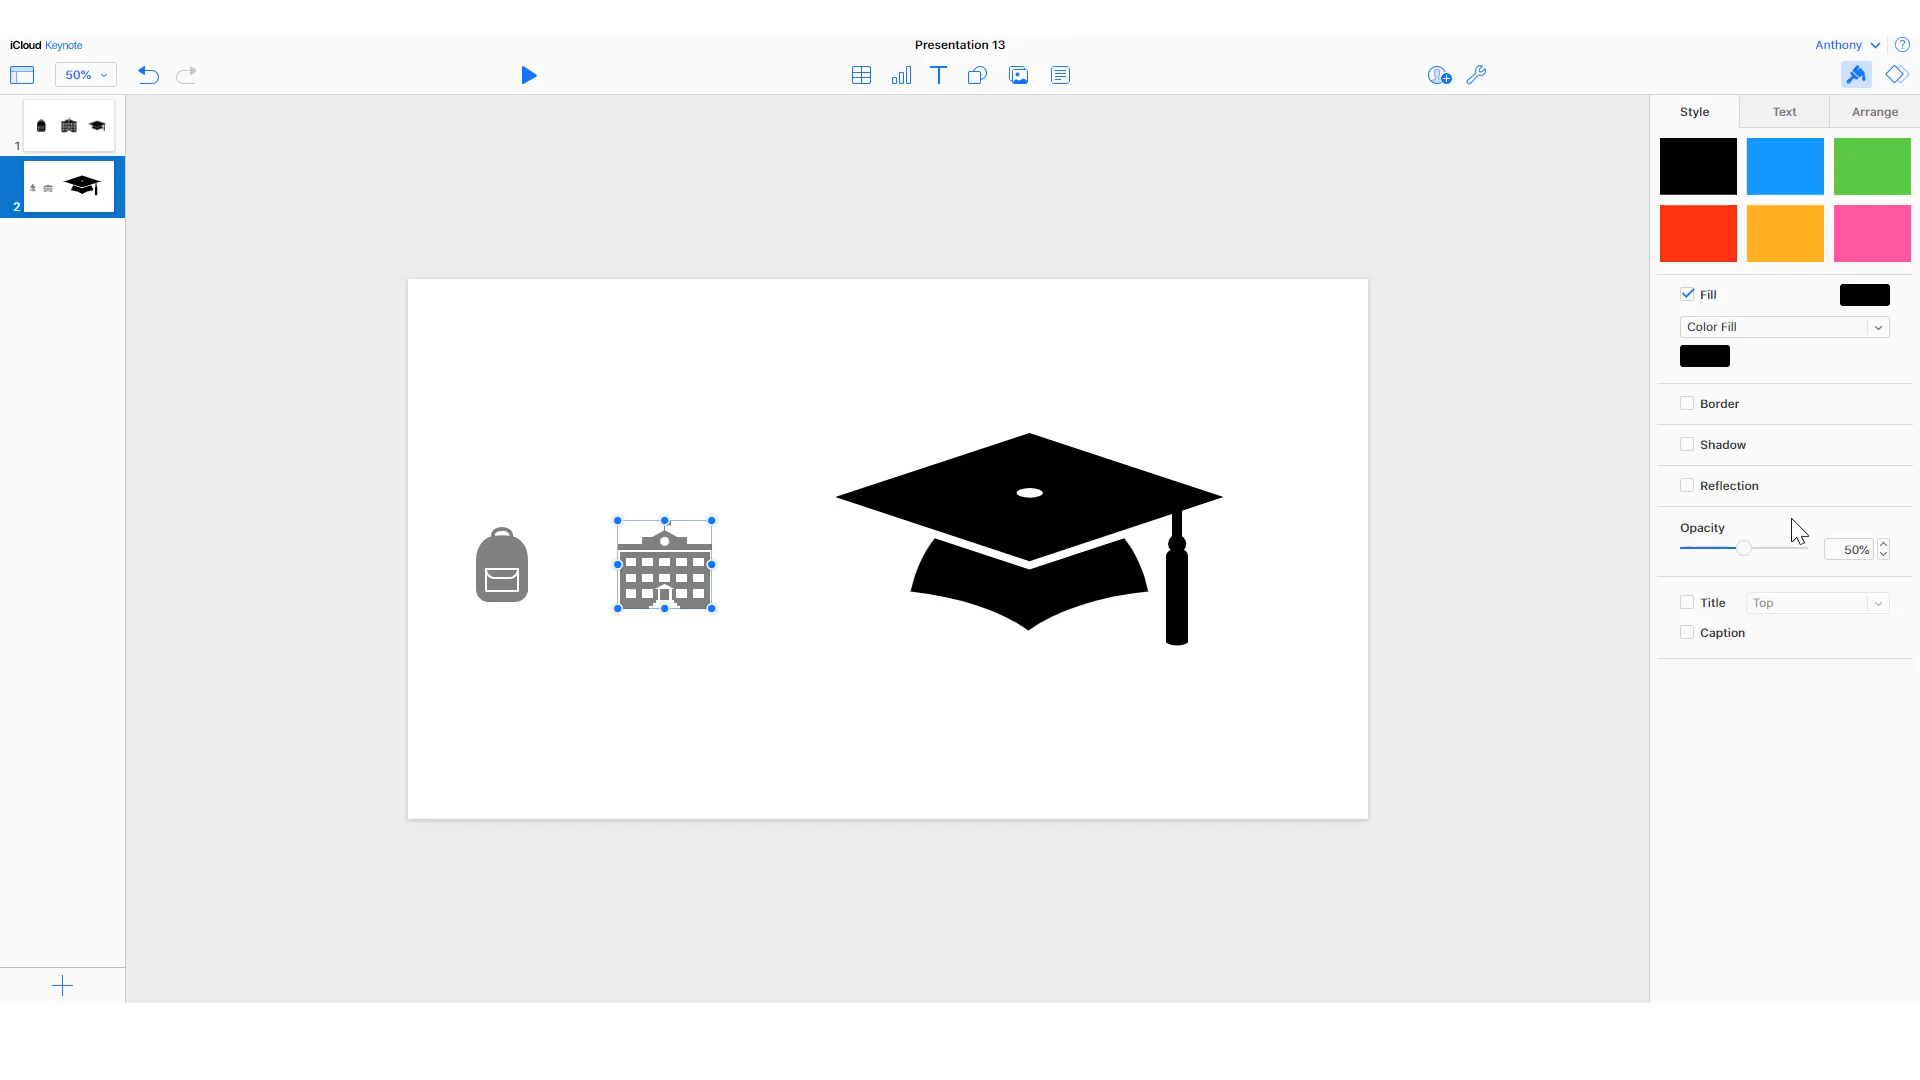 iCloud Keynote
Presentation 13
Anthony
?
50%
1
2
Style
Text
Arrange
Fill
Color Fill
Border
Shadow
Reflection
Opacity
50%
Title
Top
Caption